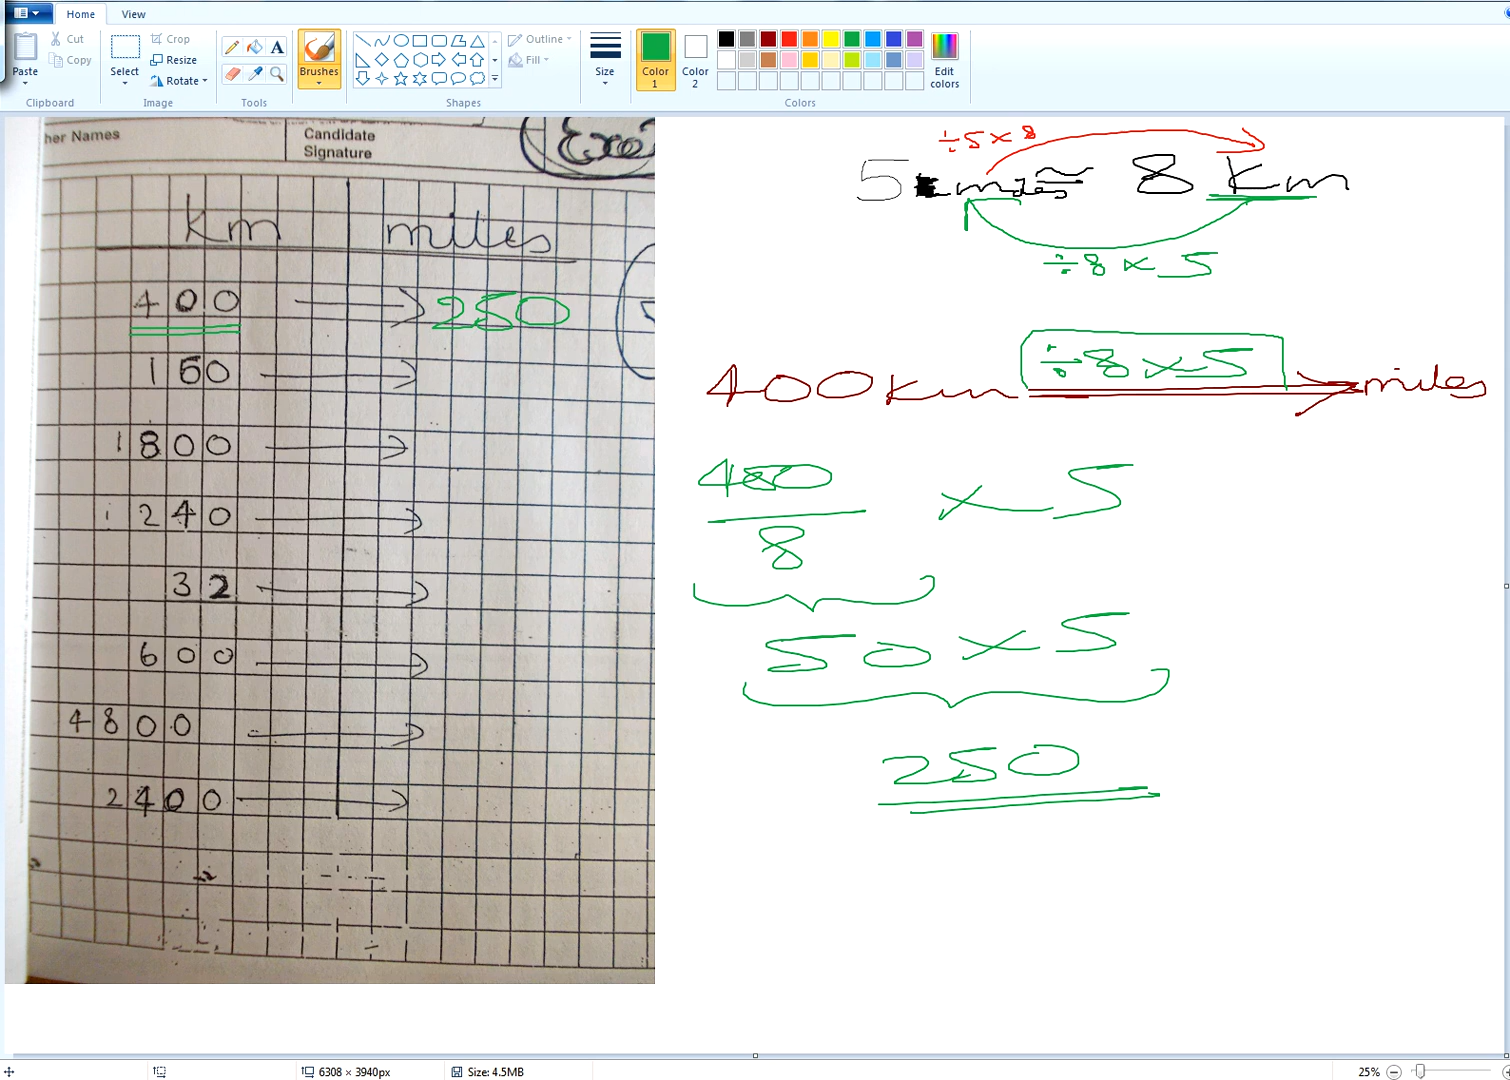 Home View
Cut
Copy
Paste
Clipboard
Crop
Resize
Rotate
Select
Image
A
Tools
Brushes
Outline
Fill
Shapes
Size
Color 1
Color 2
Edit colors
Colors
her Names
Candidate Signature
Km miles
400 → 250
160 →
1800 →
240 →
32 →
600 →
4800 →
2400 →
÷5×8
5 miles ≈ 8 Km
÷8×5
÷8×5
400km → miles
400
8
× 5
50 × 5
250
6308 × 3940px
Size: 4.5MB
25%